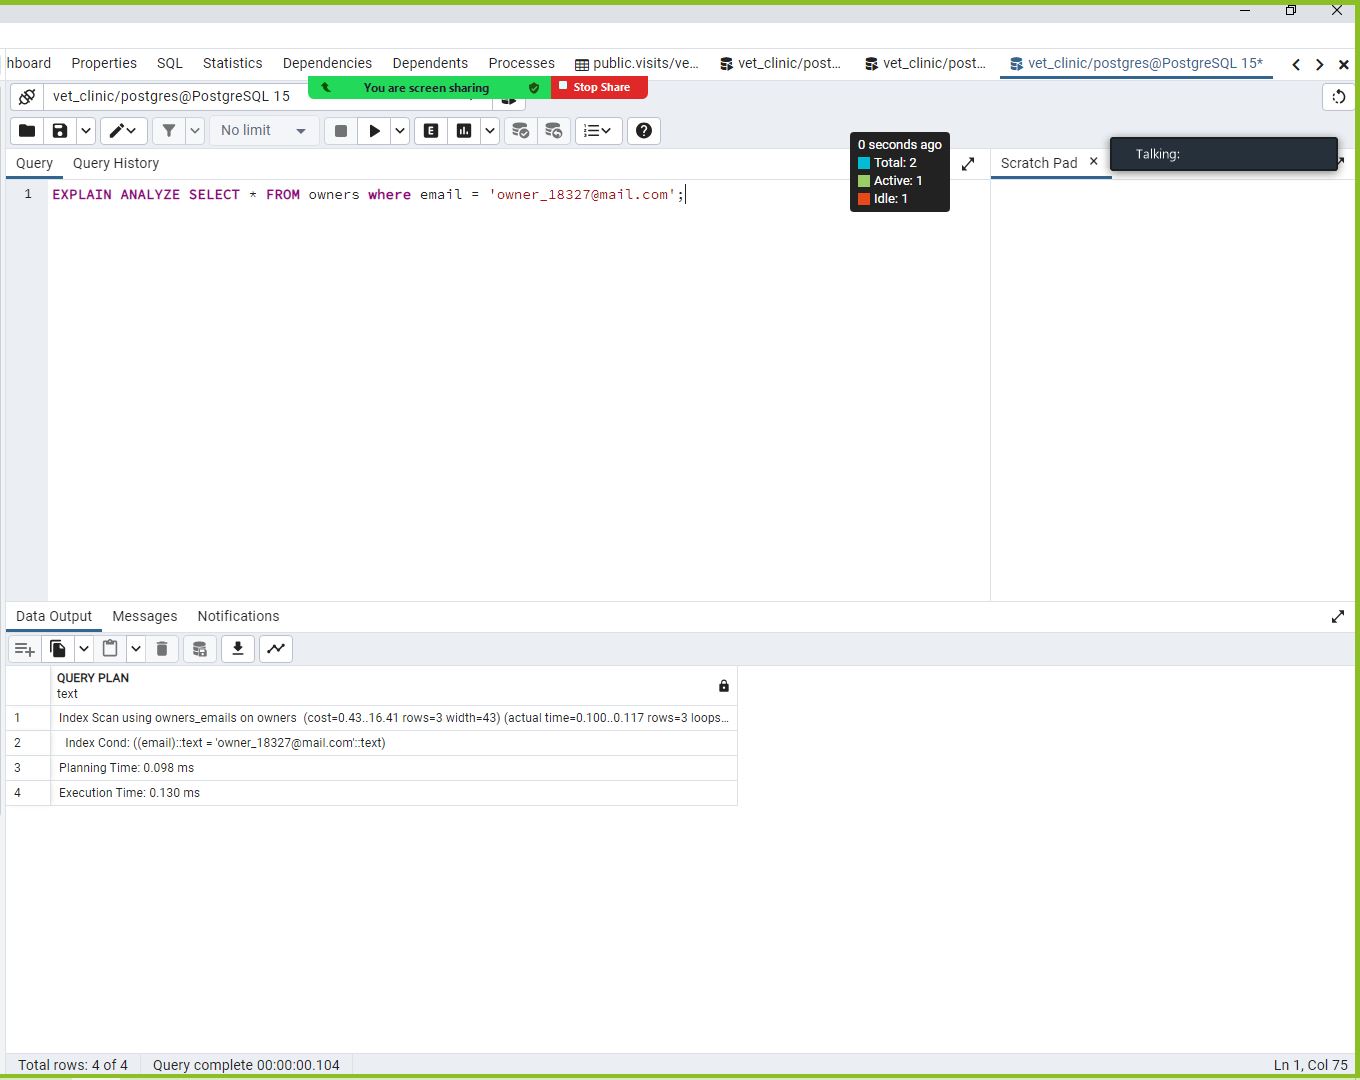 hboard Properties SQL Statistics Dependencies Dependents Processes public.visits/ve... vet_clinic/post... vet_clinic/post... vet_clinic/postgres@PostgreSQL 15*
You are screen sharing Stop Share
vet_clinic/postgres@PostgreSQL 15
No limit E
0 seconds ago
Total: 2
Active: 1
Idle: 1
Talking:
Query Query History
Scratch Pad
1 EXPLAIN ANALYZE SELECT * FROM owners where email = 'owner_18327@mail.com';
Data Output Messages Notifications
QUERY PLAN
text
1 Index Scan using owners_emails on owners (cost=0.43..16.41 rows=3 width=43) (actual time=0.100..0.117 rows=3 loops...
2 Index Cond: ((email)::text = 'owner_18327@mail.com'::text)
3 Planning Time: 0.098 ms
4 Execution Time: 0.130 ms
Total rows: 4 of 4 Query complete 00:00:00.104 Ln 1, Col 75